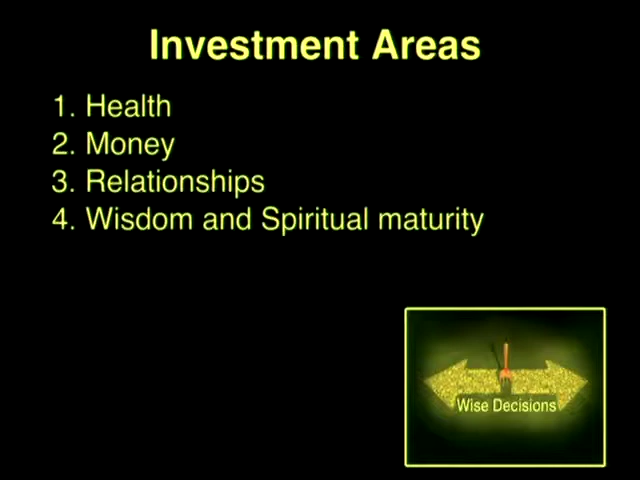 Investment Areas
1. Health
2. Money
3. Relationships
4. Wisdom and Spiritual maturity
Wise Decisions